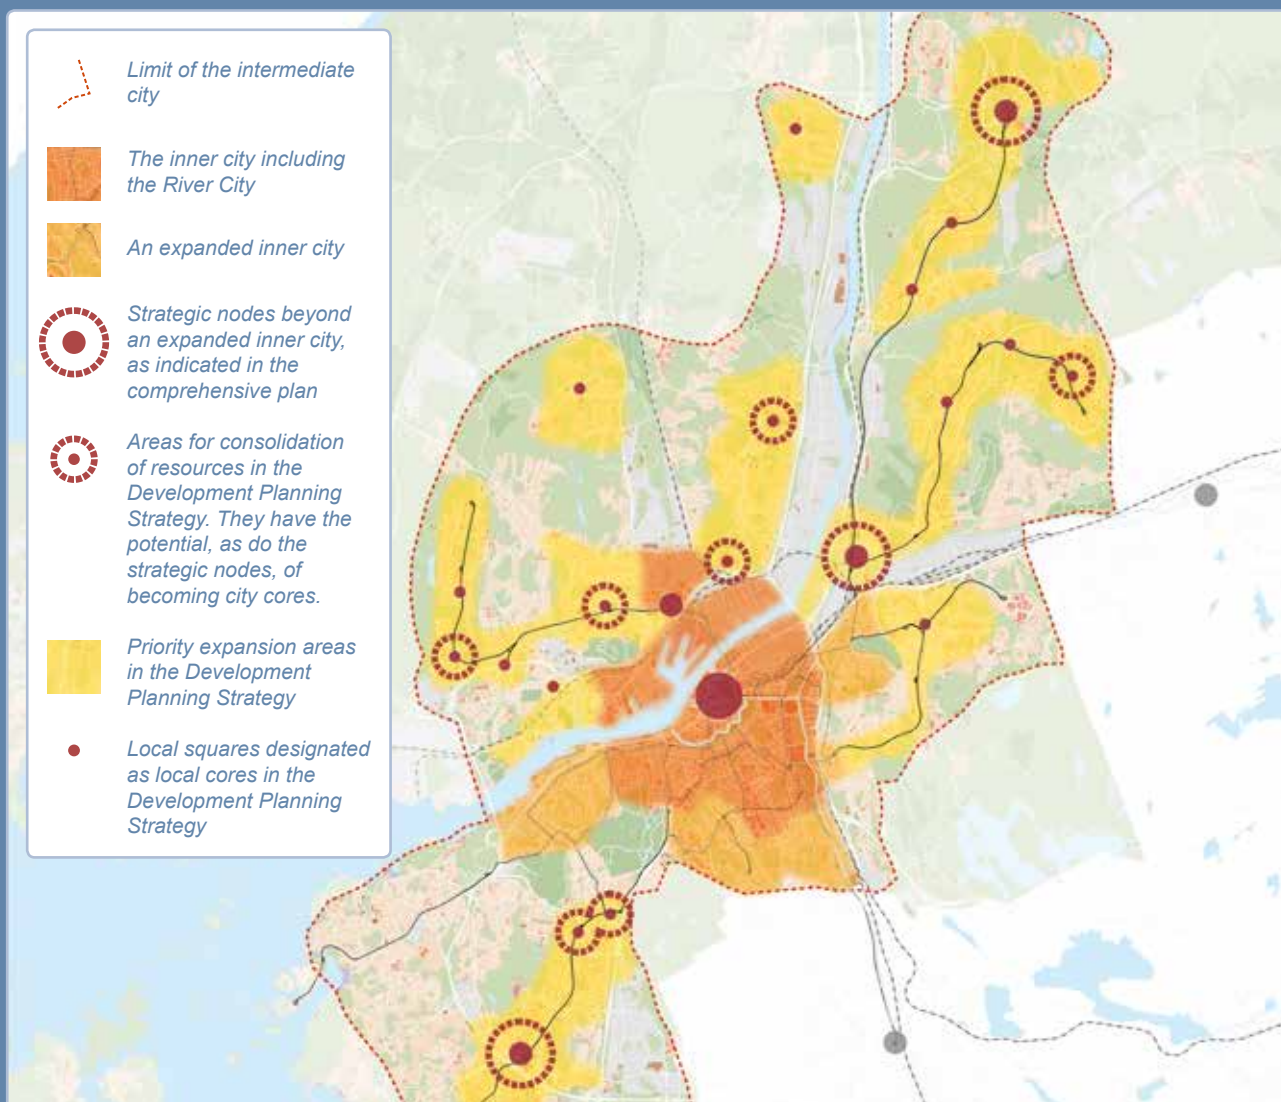 Limit of the intermediate
city
The inner city including
the River City
An expanded inner city
Strategic nodes beyond
an expanded inner city,
as indicated in the
comprehensive plan
Areas for consolidation
of resources in the
Development Planning
Strategy. They have the
potential, as do the
strategic nodes, of
becoming city cores.
Priority expansion areas
in the Development
Planning Strategy
Local squares designated
as local cores in the
Development Planning
Strategy